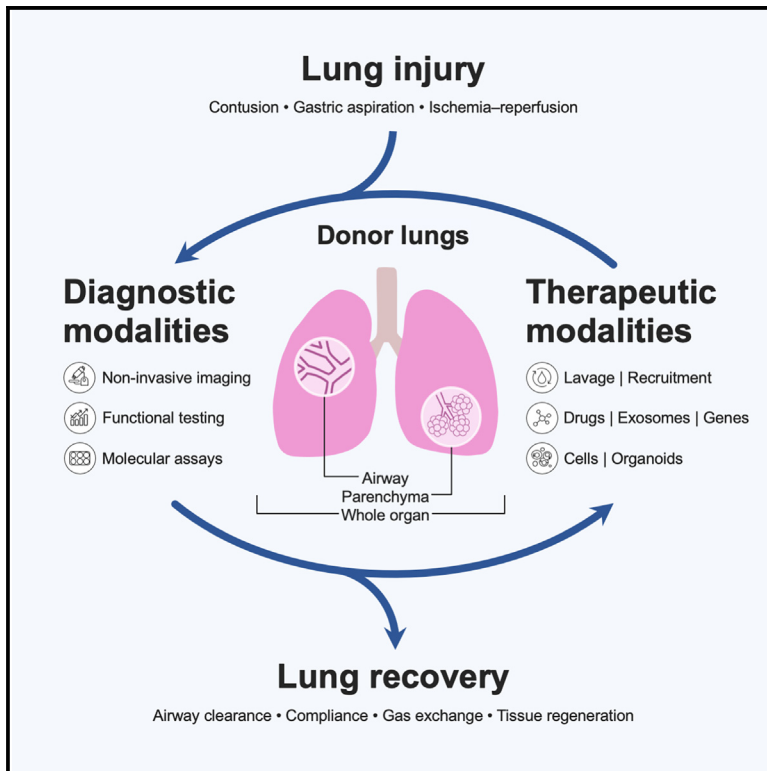 Lung injury
Contusion • Gastric aspiration • Ischemia–reperfusion
Donor lungs
Diagnostic
modalities
Non-invasive imaging
Functional testing
Molecular assays
Therapeutic
modalities
Lavage | Recruitment
Drugs | Exosomes | Genes
Cells | Organoids
Airway
Parenchyma
Whole organ
Lung recovery
Airway clearance • Compliance • Gas exchange • Tissue regeneration